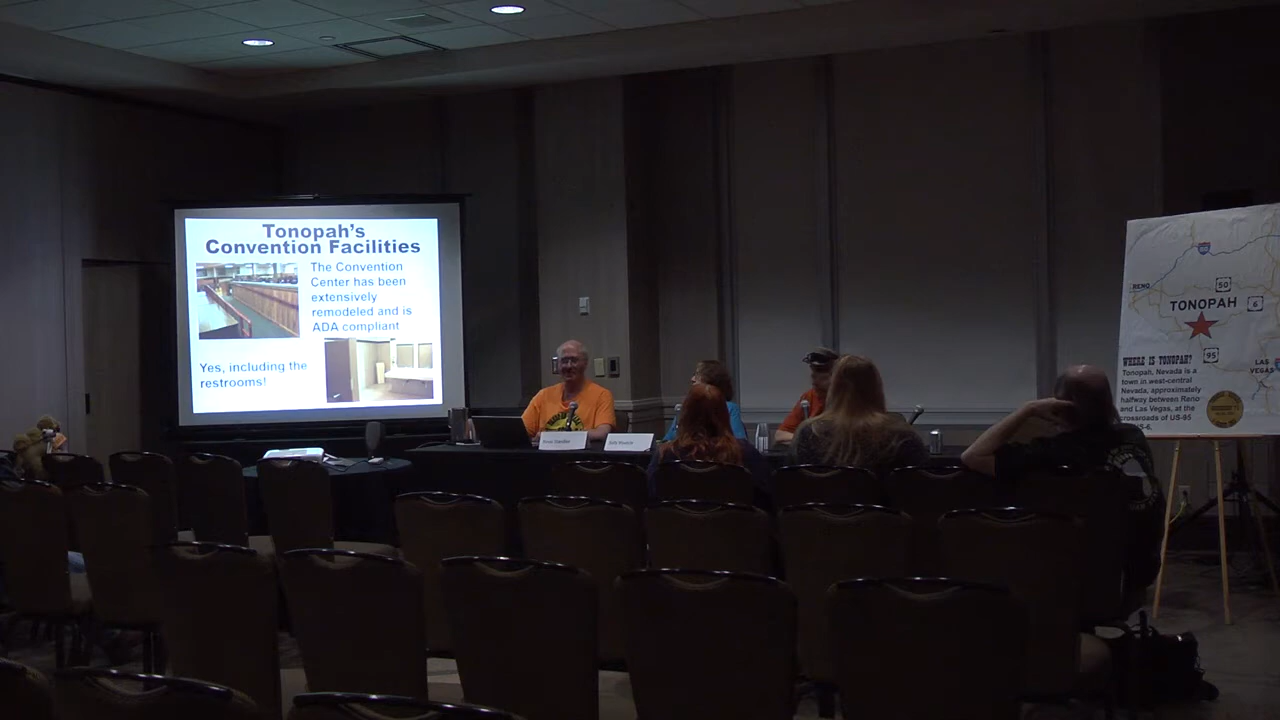 Tonopah's
Convention Facilities
The Convention
Center has been
extensively
remodeled and is
ADA compliant
Yes, including the
restrooms!
RENO
50
TONOPAH
6
95
LAS
VEGAS
WHERE IS TONOPAH?
Tonopah, Nevada is a
town in west-central
Nevada, approximately
halfway between Reno
and Las Vegas, at the
crossroads of US-95